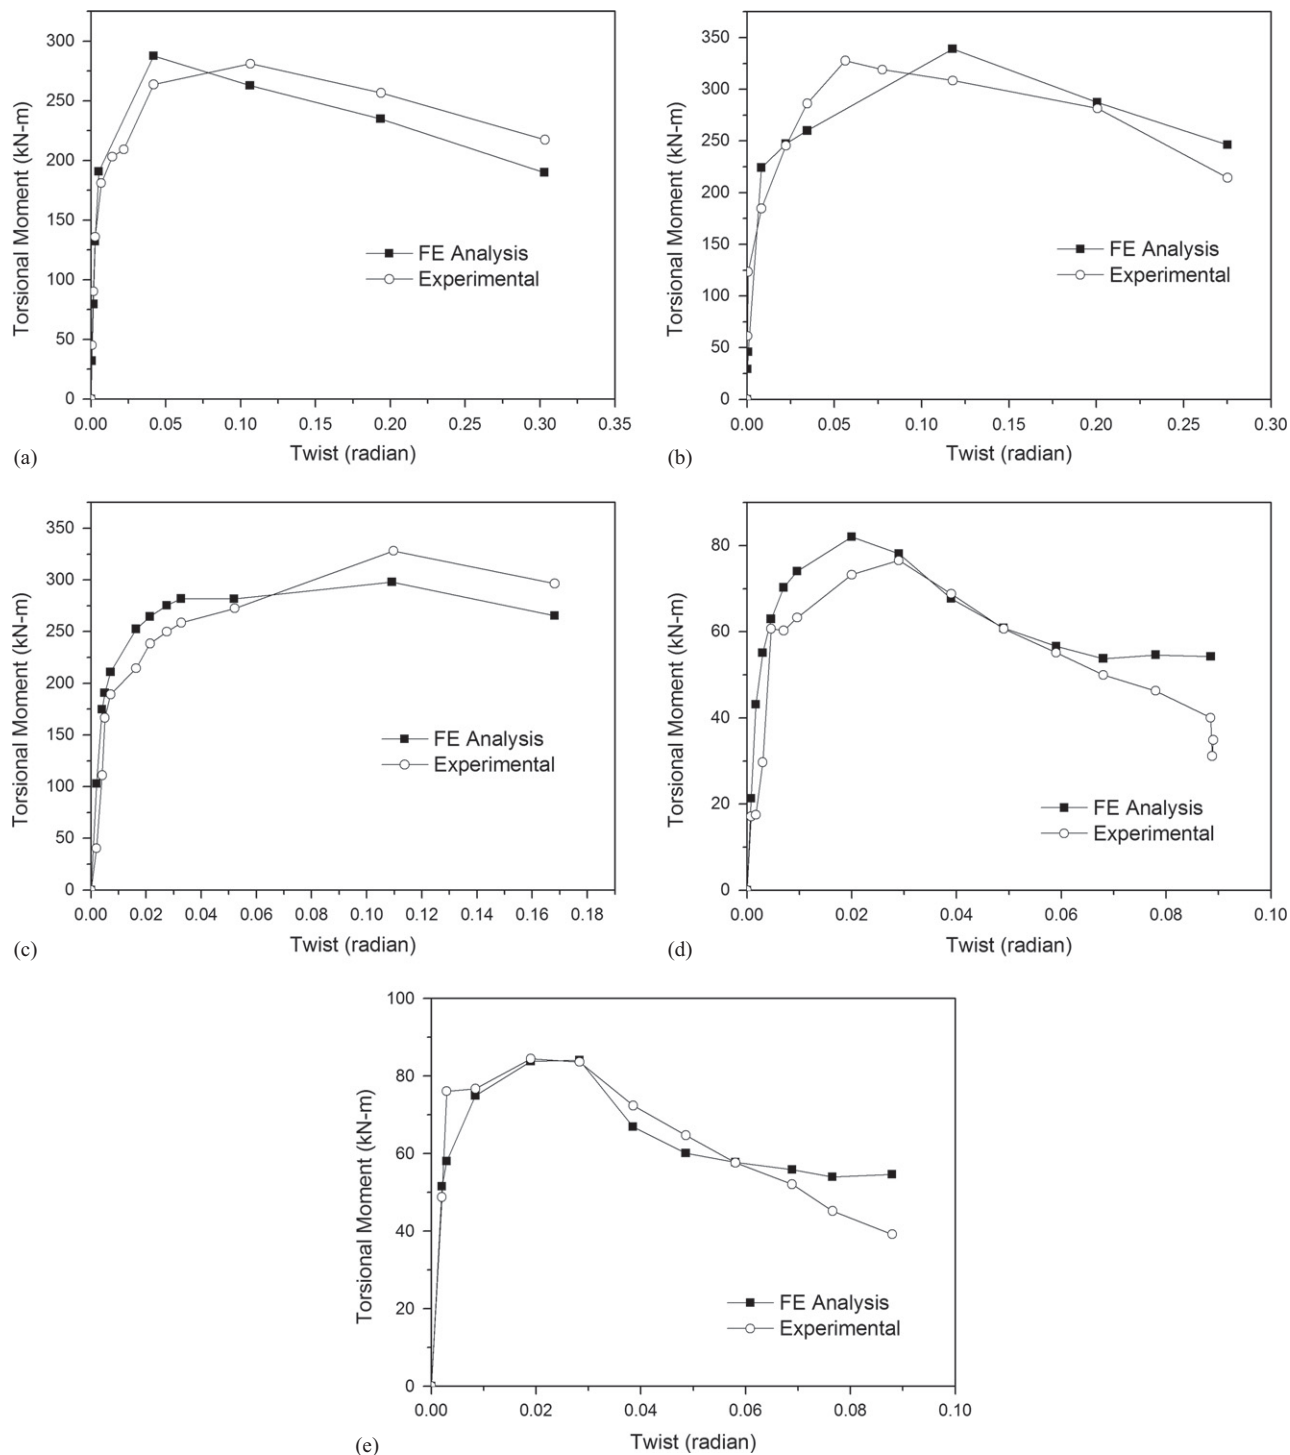 300
250
200
150
100
50
0
Torsional Moment (kN-m)
FE Analysis
Experimental
0.00 0.05 0.10 0.15 0.20 0.25 0.30 0.35
Twist (radian)
(a)
350
300
250
200
150
100
50
0
Torsional Moment (kN-m)
FE Analysis
Experimental
0.00 0.05 0.10 0.15 0.20 0.25 0.30
Twist (radian)
(b)
350
300
250
200
150
100
50
0
Torsional Moment (kN-m)
FE Analysis
Experimental
0.00 0.02 0.04 0.06 0.08 0.10 0.12 0.14 0.16 0.18
Twist (radian)
(c)
80
60
40
20
0
Torsional Moment (kN-m)
FE Analysis
Experimental
0.00 0.02 0.04 0.06 0.08 0.10
Twist (radian)
(d)
100
80
60
40
20
0
Torsional Moment (kN-m)
FE Analysis
Experimental
0.00 0.02 0.04 0.06 0.08 0.10
Twist (radian)
(e)